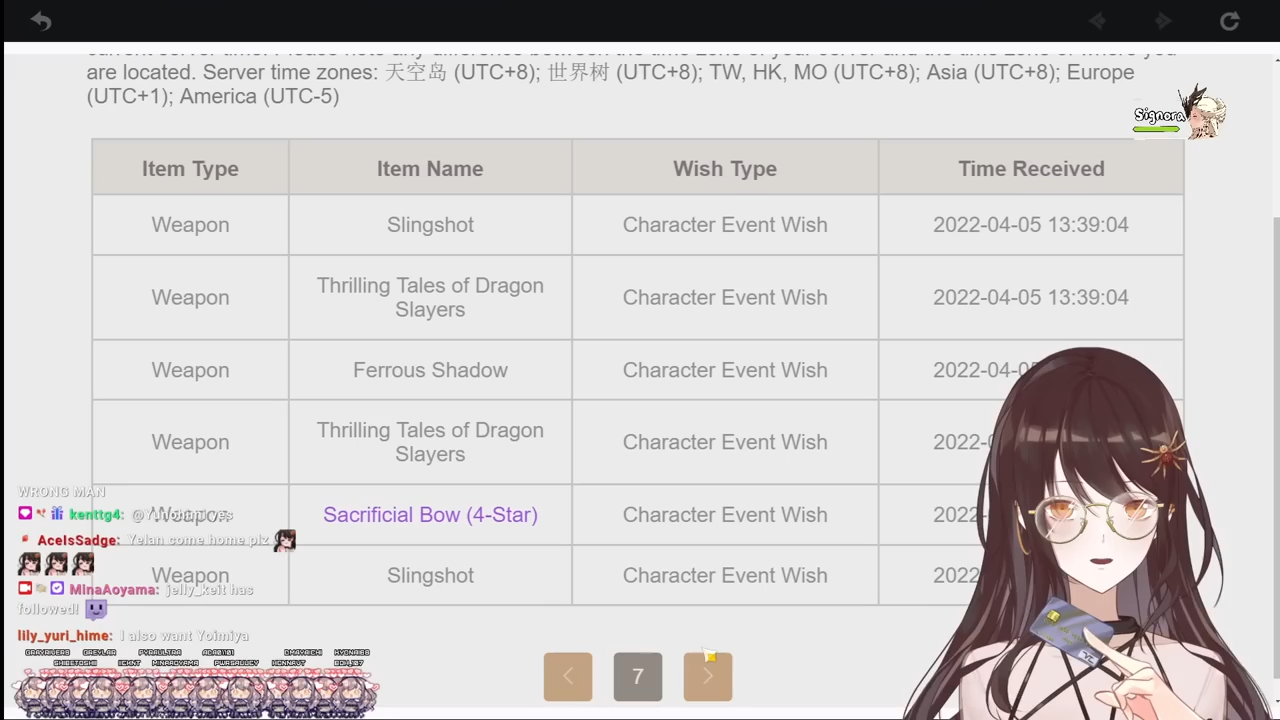 are located. Server time zones: 天空岛 (UTC+8); 世界树 (UTC+8); TW, HK, MO (UTC+8); Asia (UTC+8); Europe
(UTC+1); America (UTC-5)
Signora
Item Type Item Name Wish Type Time Received
Weapon Slingshot Character Event Wish 2022-04-05 13:39:04
Weapon Thrilling Tales of Dragon Slayers Character Event Wish 2022-04-05 13:39:04
Weapon Ferrous Shadow Character Event Wish 2022-04-0
Weapon Thrilling Tales of Dragon Slayers Character Event Wish 2022-
Weapon Sacrificial Bow (4-Star) Character Event Wish 2022-
Weapon Slingshot Character Event Wish 2022
WRONG MAN
kenttg4:
AceIsSadge: Yelan come home plz
MinaAoyama: jelly_keit has
followed!
lily_yuri_hime: I also want Yoimiya
7